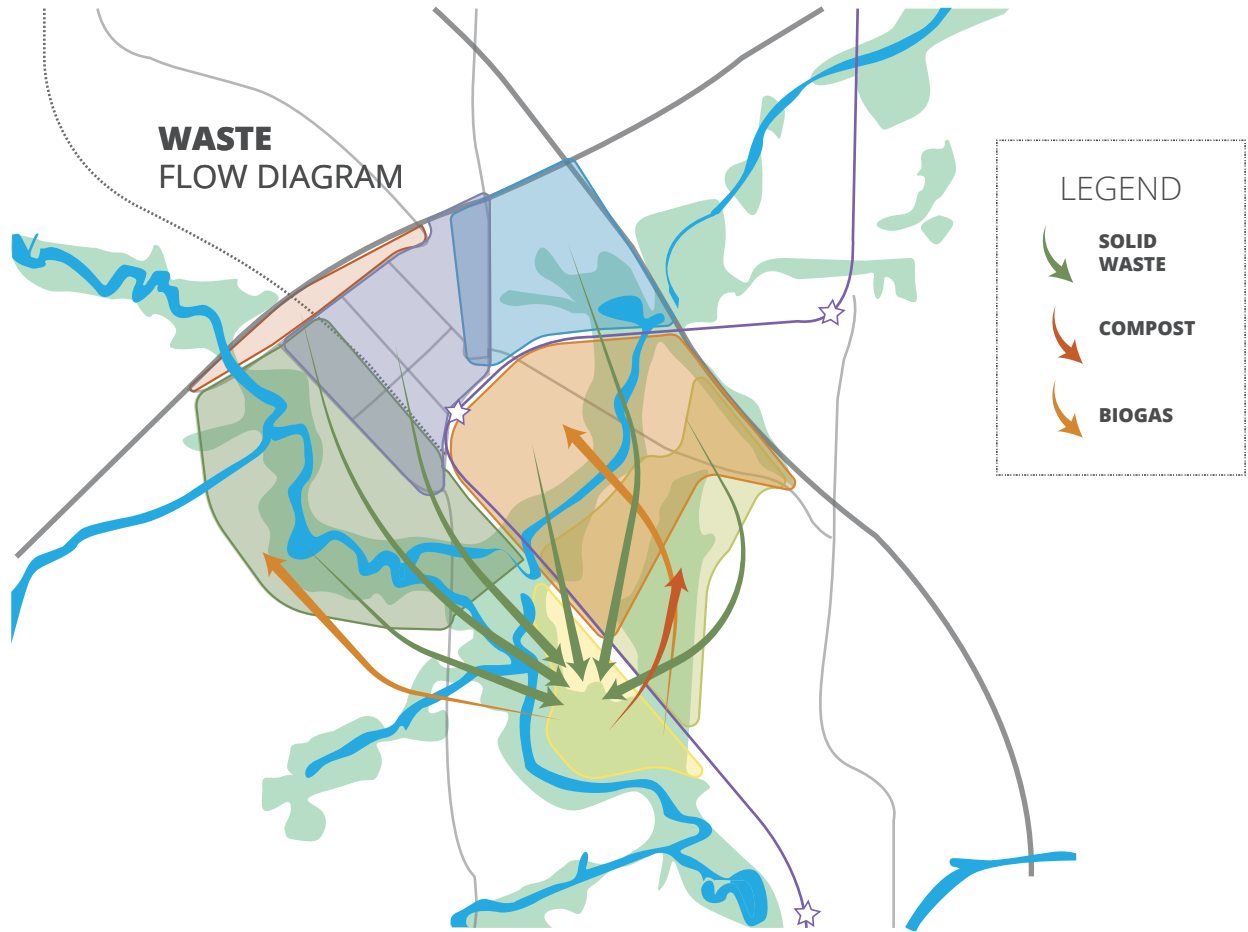 WASTE
FLOW DIAGRAM
LEGEND
SOLID
WASTE
COMPOST
BIOGAS